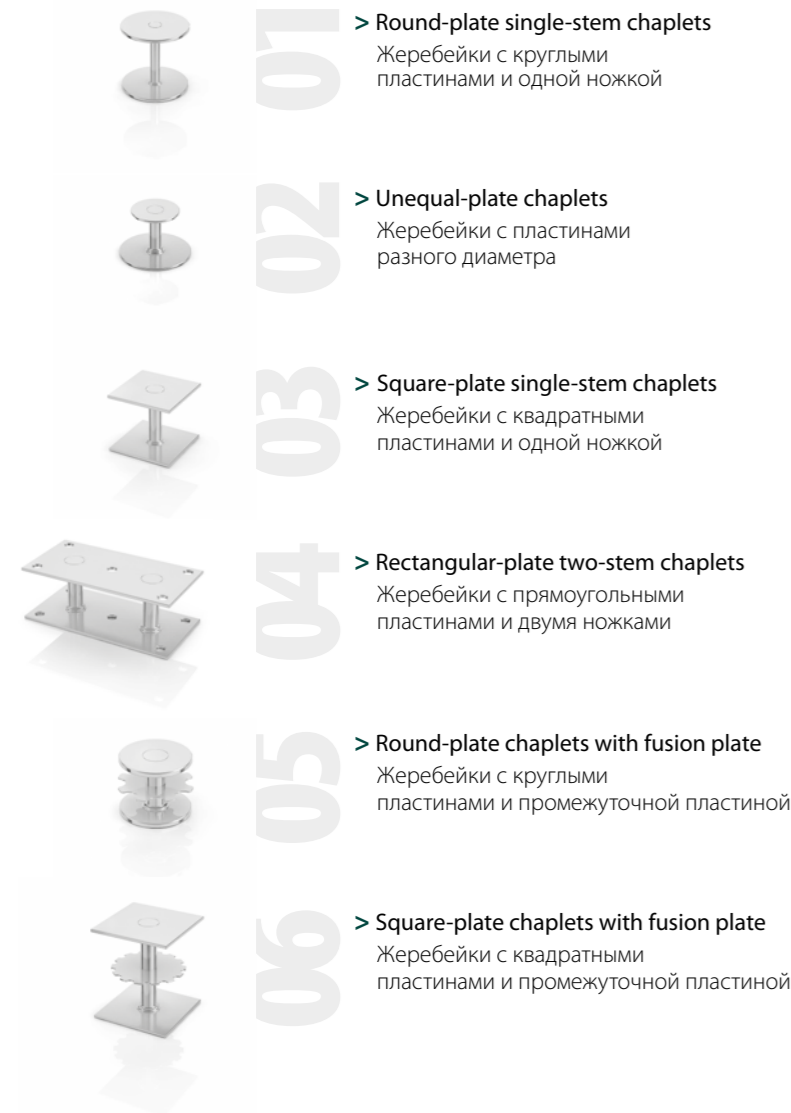 01
> Round-plate single-stem chaplets
Жеребейки с круглыми
пластинами и одной ножкой
02
> Unequal-plate chaplets
Жеребейки с пластинами
разного диаметра
03
> Square-plate single-stem chaplets
Жеребейки с квадратными
пластинами и одной ножкой
04
> Rectangular-plate two-stem chaplets
Жеребейки с прямоугольными
пластинами и двумя ножками
05
> Round-plate chaplets with fusion plate
Жеребейки с круглыми
пластинами и промежуточной пластиной
06
> Square-plate chaplets with fusion plate
Жеребейки с квадратными
пластинами и промежуточной пластиной